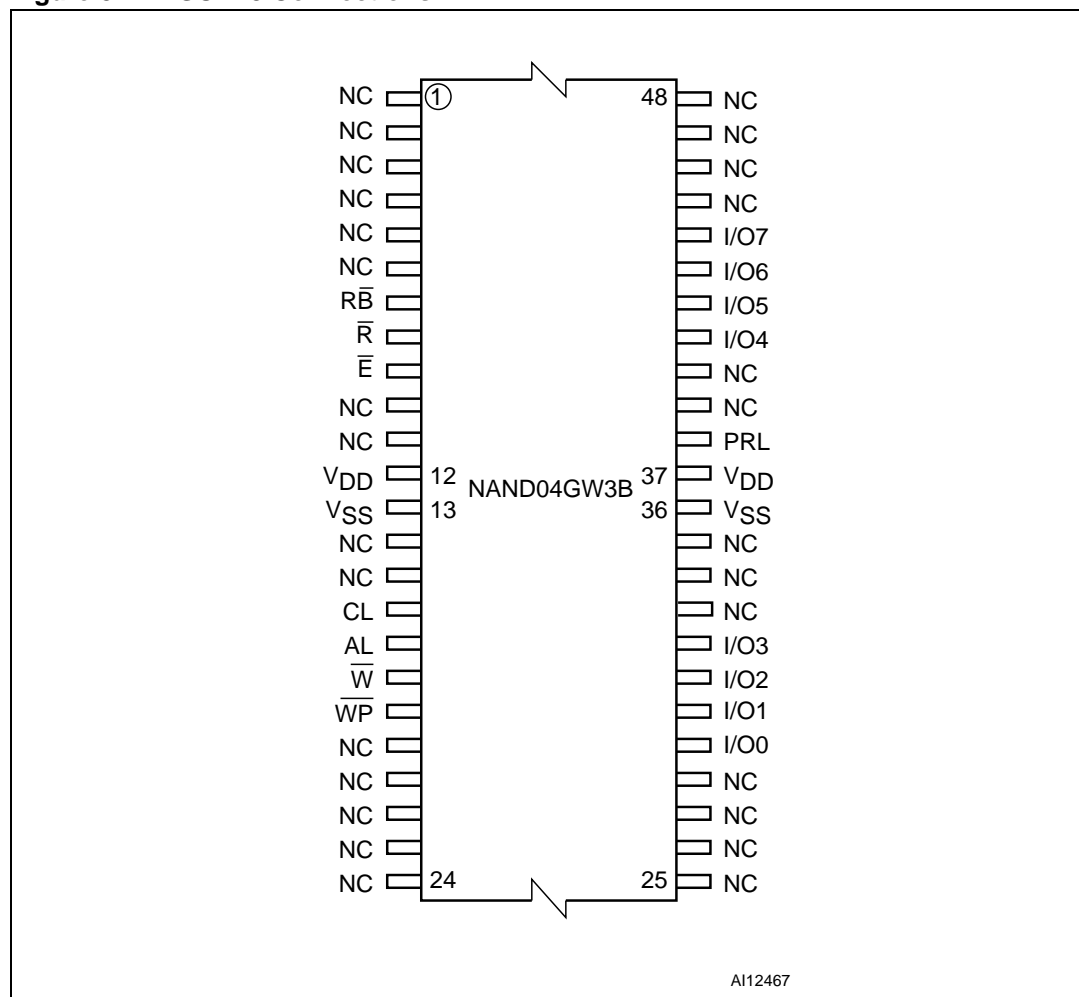 NC 1 48 NC
NC NC
NC NC
NC NC
NC I/O7
NC I/O6
RB̅ I/O5
R̅ I/O4
E̅ NC
NC NC
NC PRL
VDD 12 37 VDD
NAND04GW3B
VSS 13 36 VSS
NC NC
NC NC
CL NC
AL I/O3
W̅ I/O2
W̅P̅ I/O1
NC I/O0
NC NC
NC NC
NC NC
NC 24 25 NC
AI12467